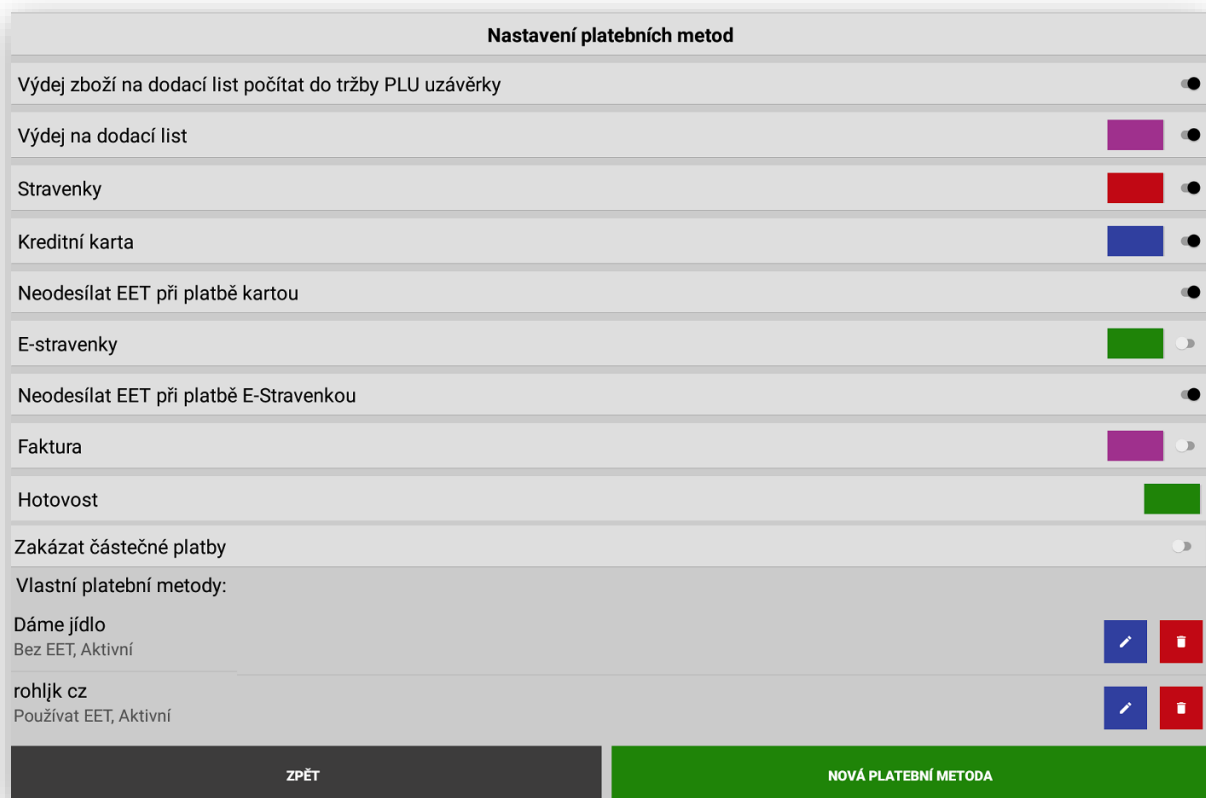 Nastavení platebních metod
Výdej zboží na dodací list počítat do tržby PLU uzávěrky
Výdej na dodací list
Stravenky
Kreditní karta
Neodesílat EET při platbě kartou
E-stravenky
Neodesílat EET při platbě E-Stravenkou
Faktura
Hotovost
Zakázat částečné platby
Vlastní platební metody:
Dáme jídlo
Bez EET, Aktivní
rohljk cz
Používat EET, Aktivní
ZPĚT
NOVÁ PLATEBNÍ METODA